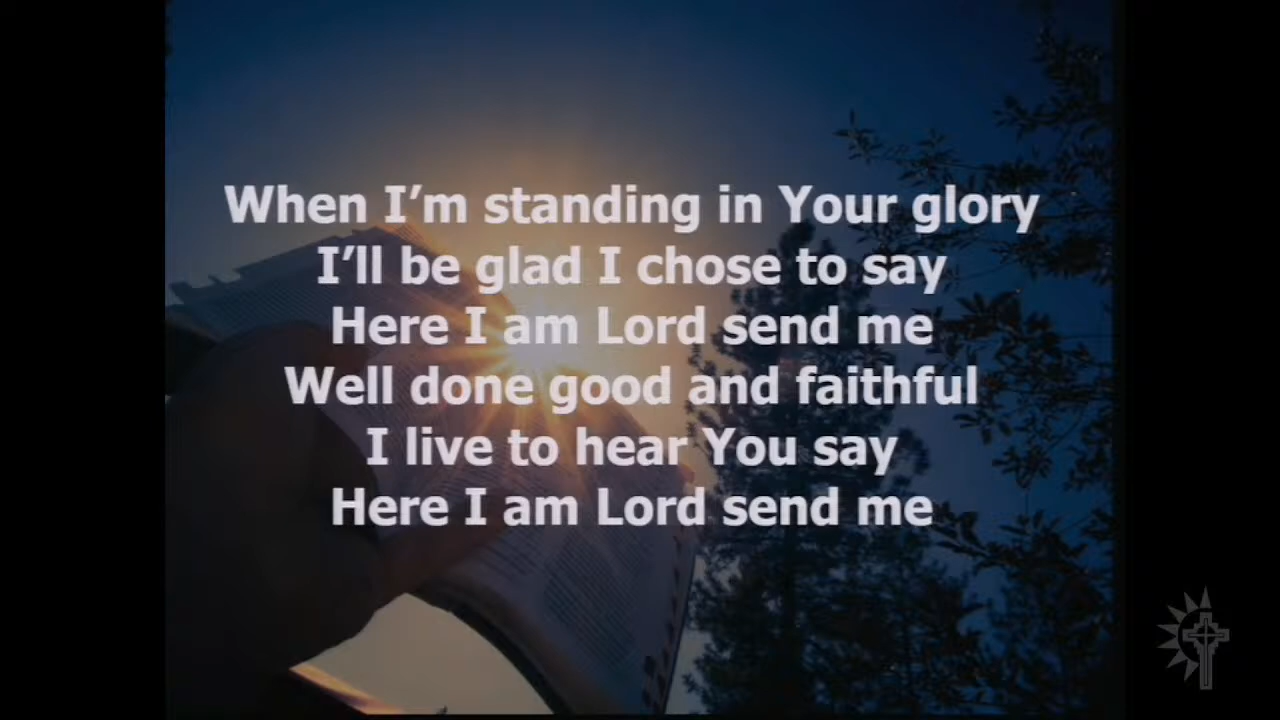 When I’m standing in Your glory
I’ll be glad I chose to say
Here I am Lord send me
Well done good and faithful
I live to hear You say
Here I am Lord send me